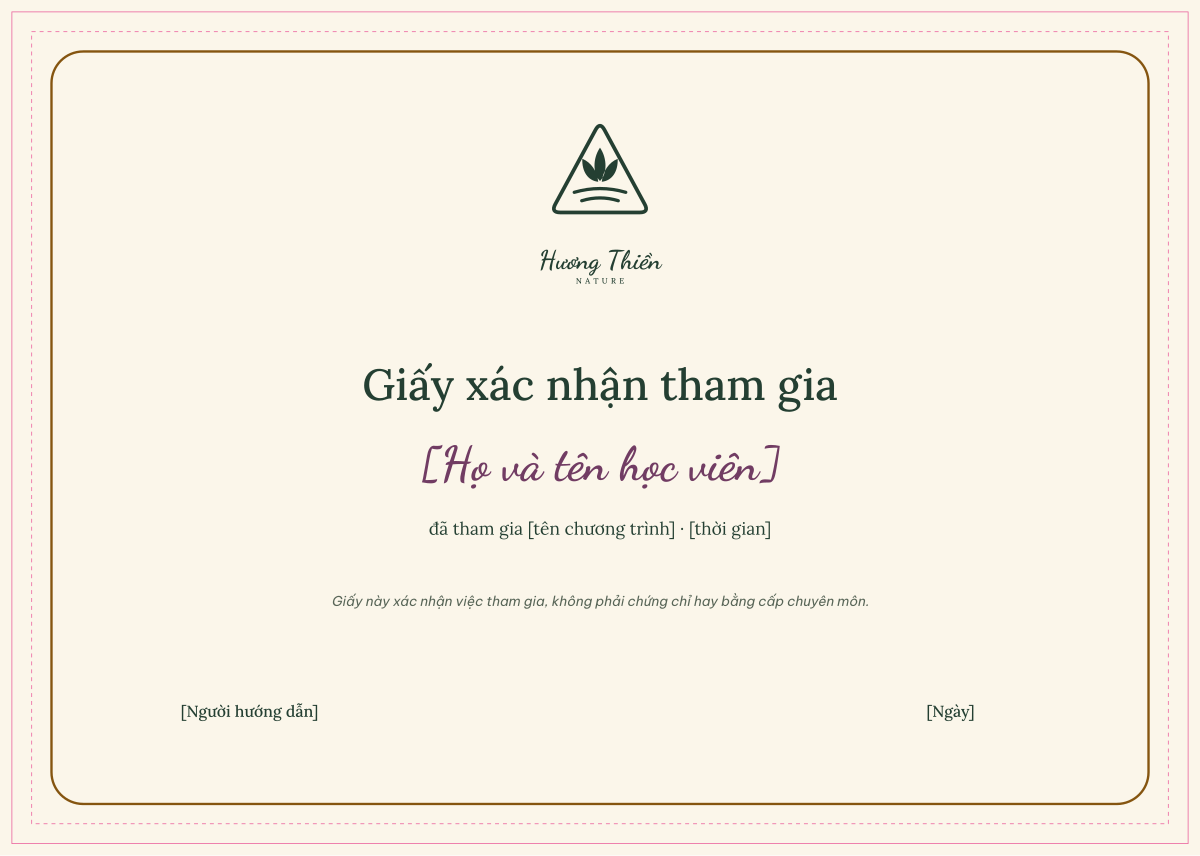 Hương Thiền
NATURE
Giấy xác nhận tham gia
[Họ và tên học viên]
đã tham gia [tên chương trình] · [thời gian]
Giấy này xác nhận việc tham gia, không phải chứng chỉ hay bằng cấp chuyên môn.
[Người hướng dẫn]
[Ngày]